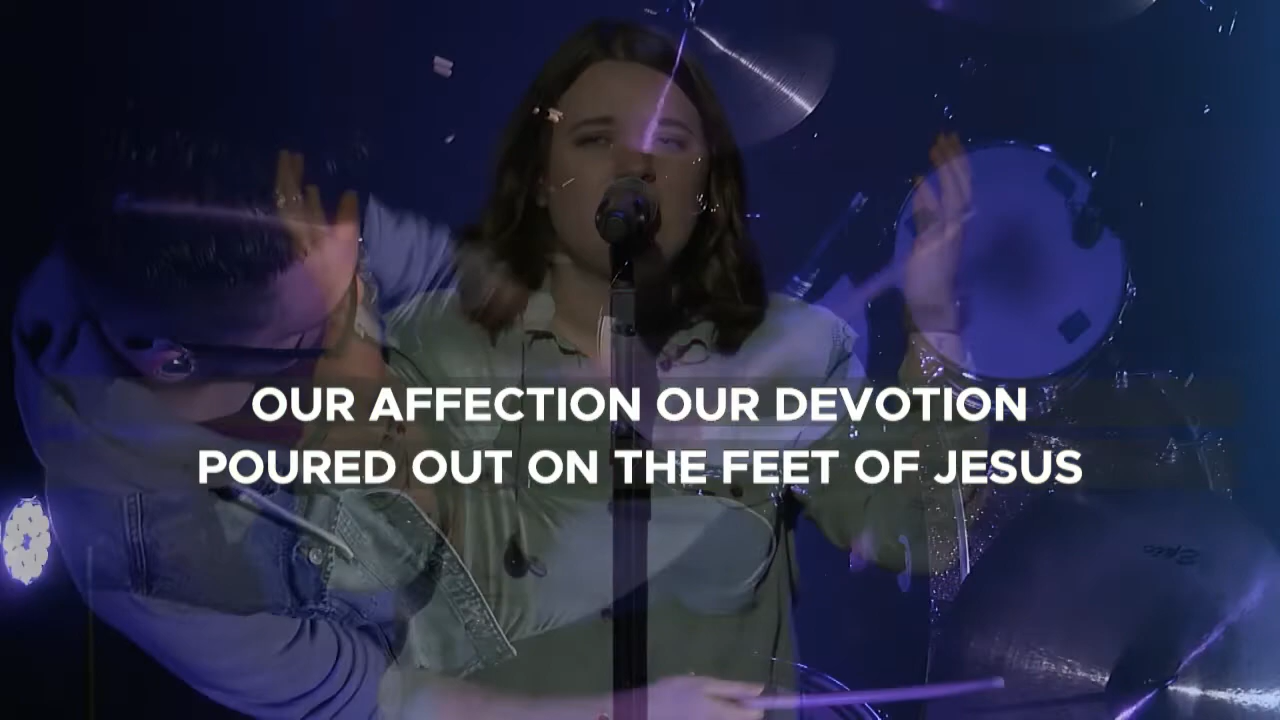 OUR AFFECTION OUR DEVOTION
POURED OUT ON THE FEET OF JESUS